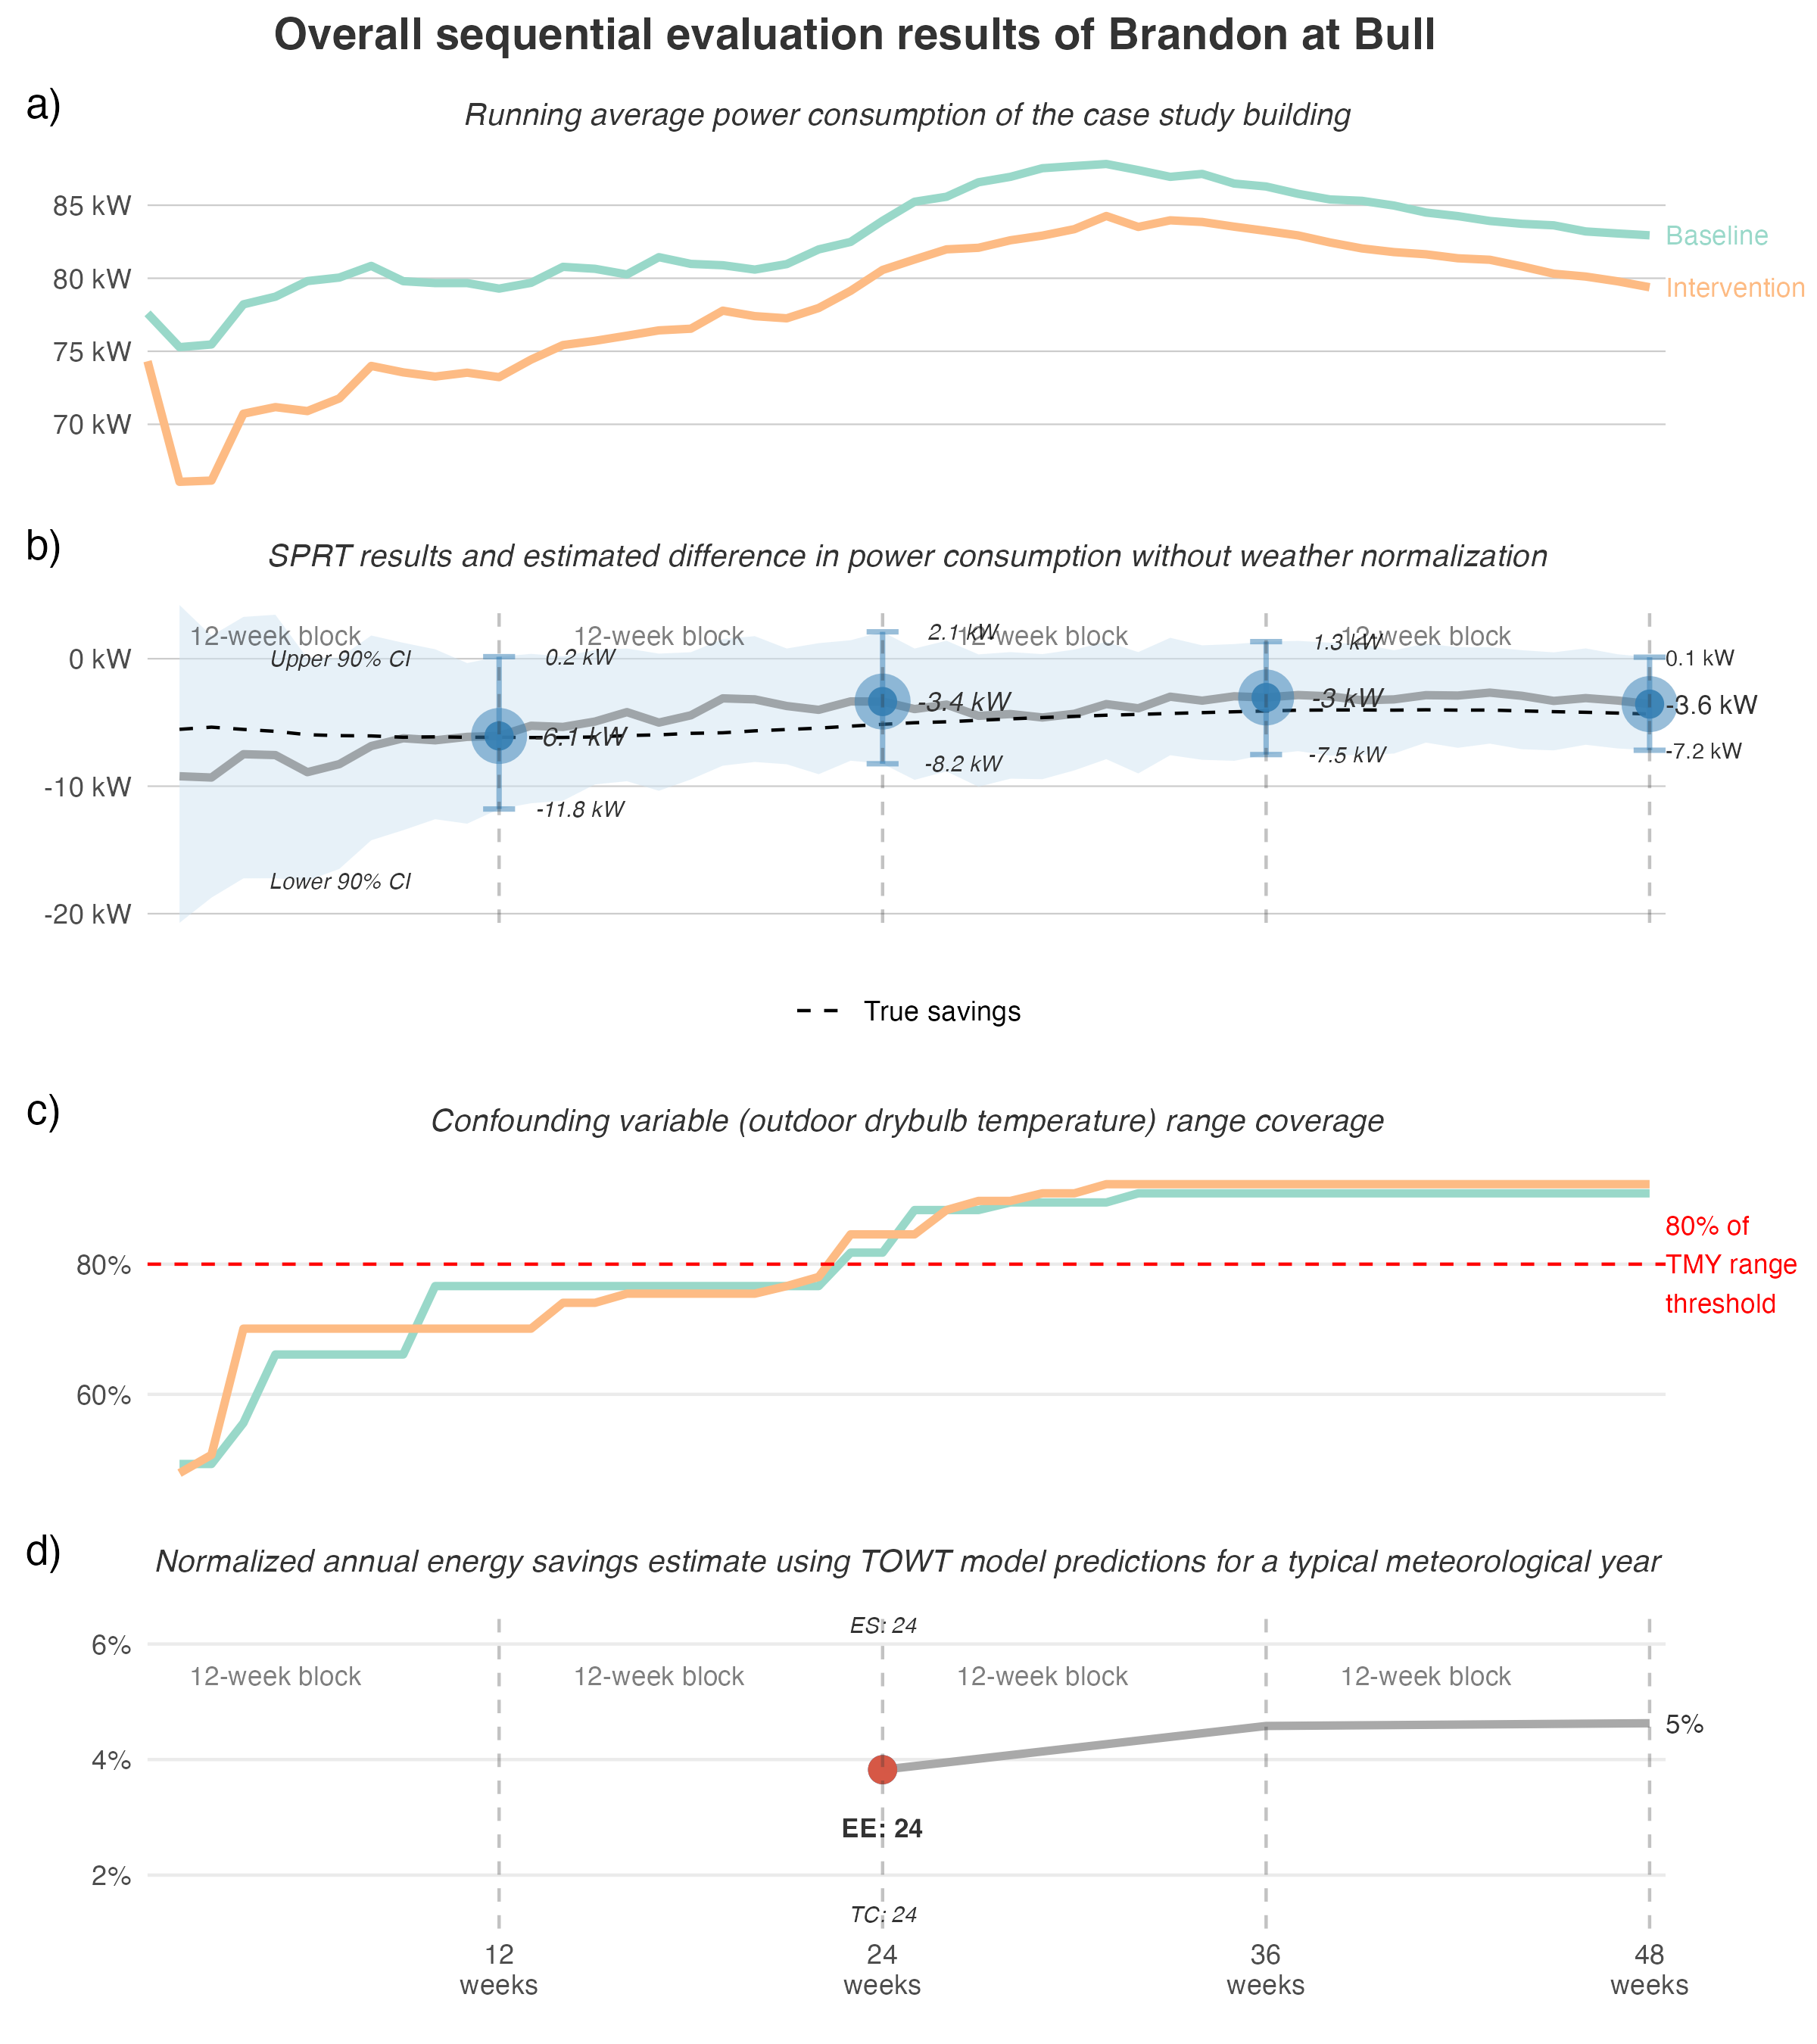 Overall sequential evaluation results of Brandon at Bull
a)
Running average power consumption of the case study building
85 kW
80 kW
75 kW
70 kW
Baseline
Intervention
b)
SPRT results and estimated difference in power consumption without weather normalization
12-week block
12-week block
12-week block
12-week block
0 kW
-10 kW
-20 kW
Upper 90% CI
Lower 90% CI
0.2 kW
-6.1 kW
-11.8 kW
2.1 kW
-3.4 kW
-8.2 kW
1.3 kW
-3 kW
-7.5 kW
0.1 kW
-3.6 kW
-7.2 kW
True savings
c)
Confounding variable (outdoor drybulb temperature) range coverage
80%
60%
80% of
TMY range
threshold
d)
Normalized annual energy savings estimate using TOWT model predictions for a typical meteorological year
ES: 24
6%
12-week block
12-week block
12-week block
12-week block
5%
4%
EE: 24
2%
TC: 24
12
weeks
24
weeks
36
weeks
48
weeks